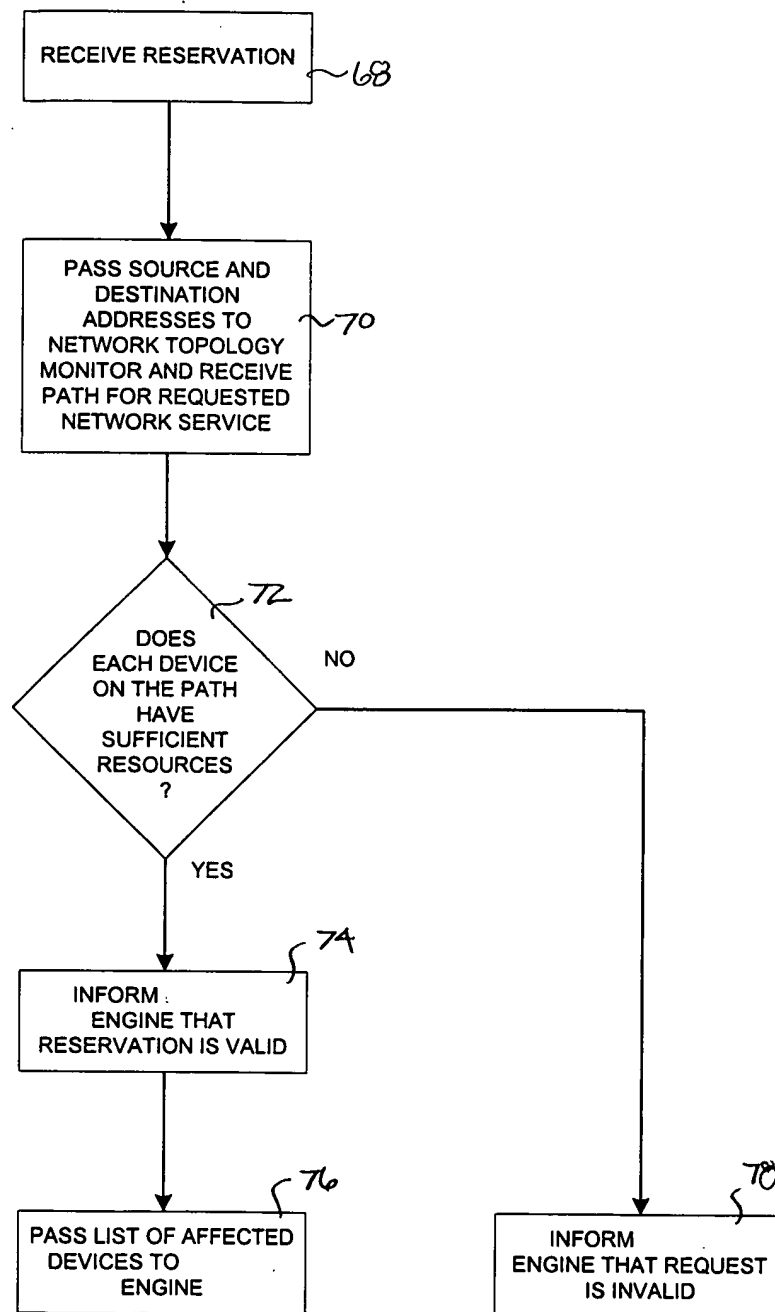 RECEIVE RESERVATION
68
PASS SOURCE AND
DESTINATION
ADDRESSES TO
NETWORK TOPOLOGY
MONITOR AND RECEIVE
PATH FOR REQUESTED
NETWORK SERVICE
70
72
DOES
EACH DEVICE
ON THE PATH
HAVE
SUFFICIENT
RESOURCES
?
NO
YES
74
INFORM
ENGINE THAT
RESERVATION IS VALID
76
PASS LIST OF AFFECTED
DEVICES TO
ENGINE
78
INFORM
ENGINE THAT REQUEST
IS INVALID